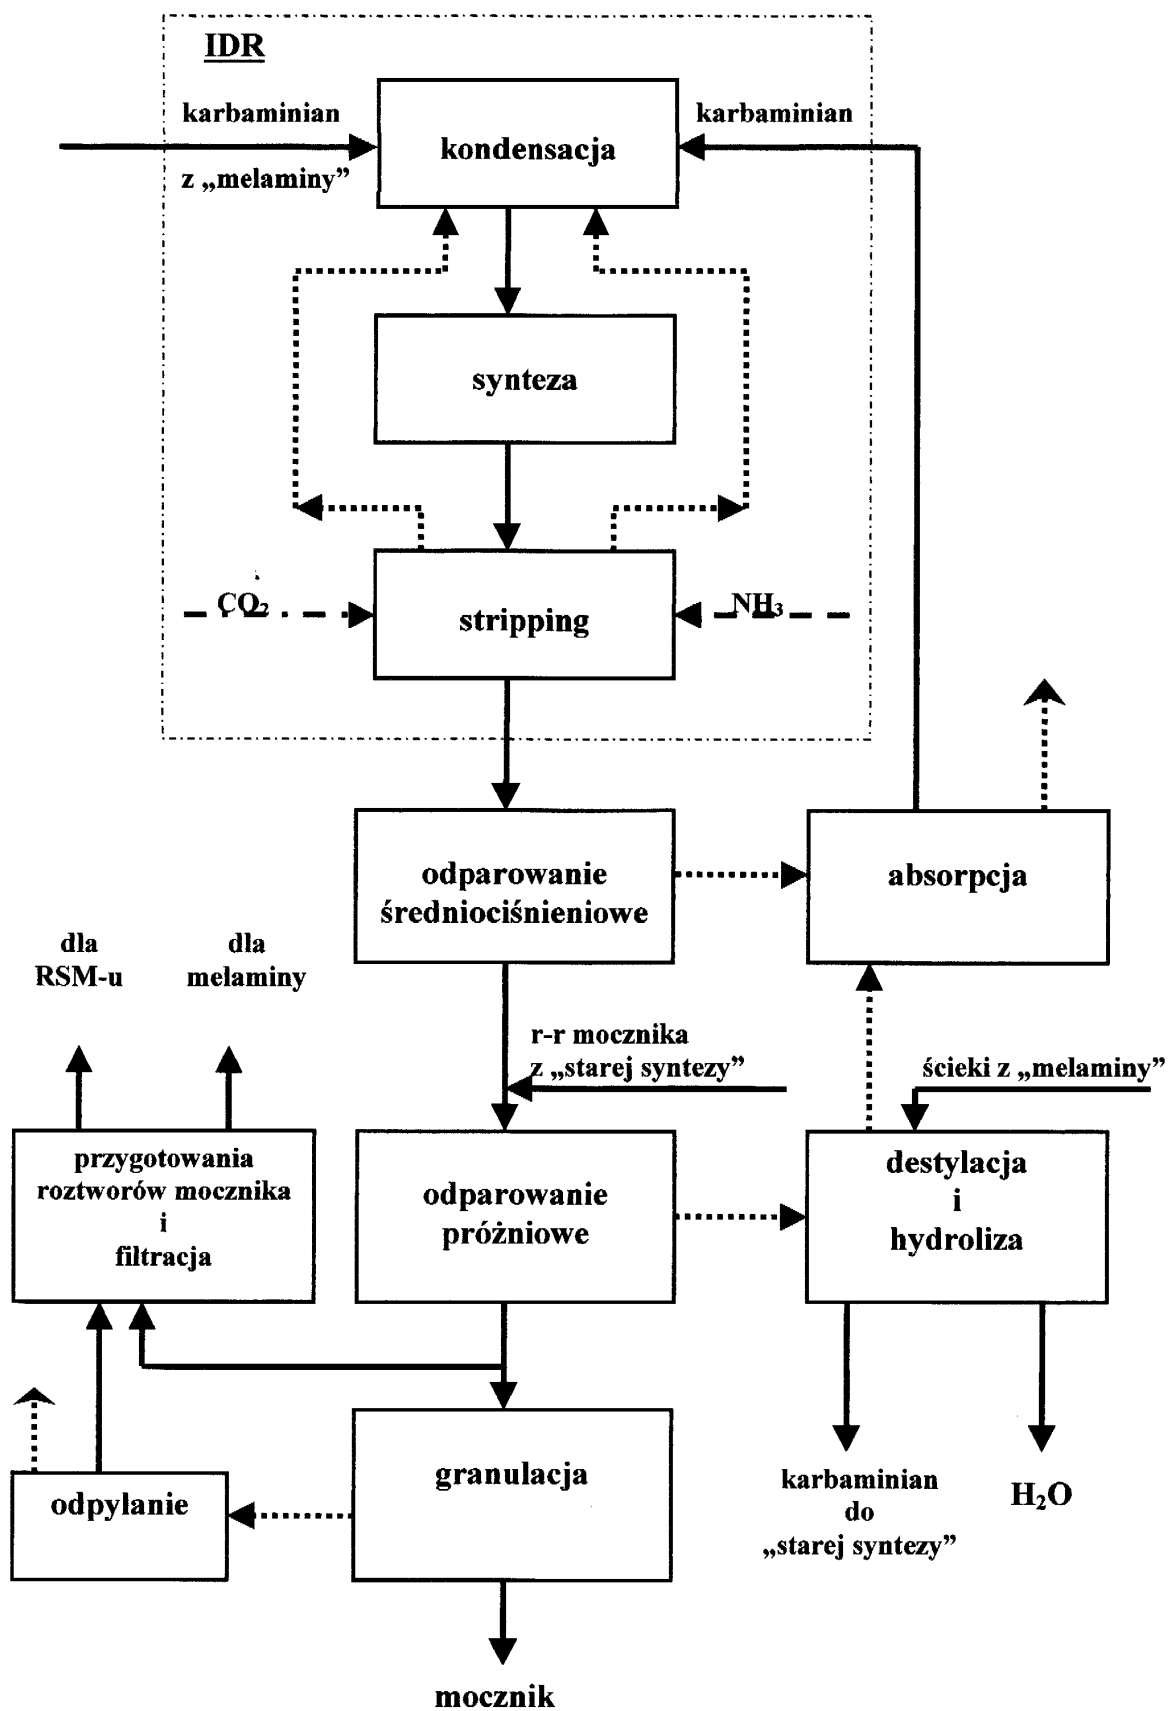 IDR
karbaminian
z „melaminy”
kondensacja
karbaminian
synteza
CO₂
stripping
NH₃
odparowanie
średniociśnieniowe
absorpcja
dla
RSM-u
dla
melaminy
r-r mocznika
z „starej syntezy”
ścieki z „melaminy”
przygotowania
roztworów mocznika
i
filtracja
odparowanie
próżniowe
destylacja
i
hydroliza
odpylanie
granulacja
karbaminian
do
„starej syntezy”
H₂O
mocznik